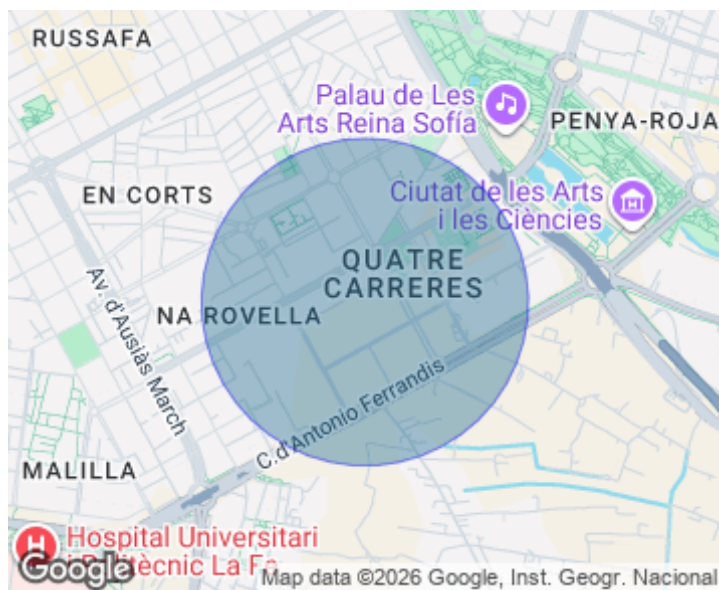 RUSSAFA
Palau de Les
Arts Reina Sofía
PENYA-ROJA
EN CORTS
Ciutat de les Arts
i les Ciències
QUATRE
CARRERES
NA ROVELLA
Av. d'Ausiàs March
C.d'Antonio Ferrandis
MALILLA
Hospital Universitari
i Politècnic La Fe
Google
Map data ©2026 Google, Inst. Geogr. Nacional